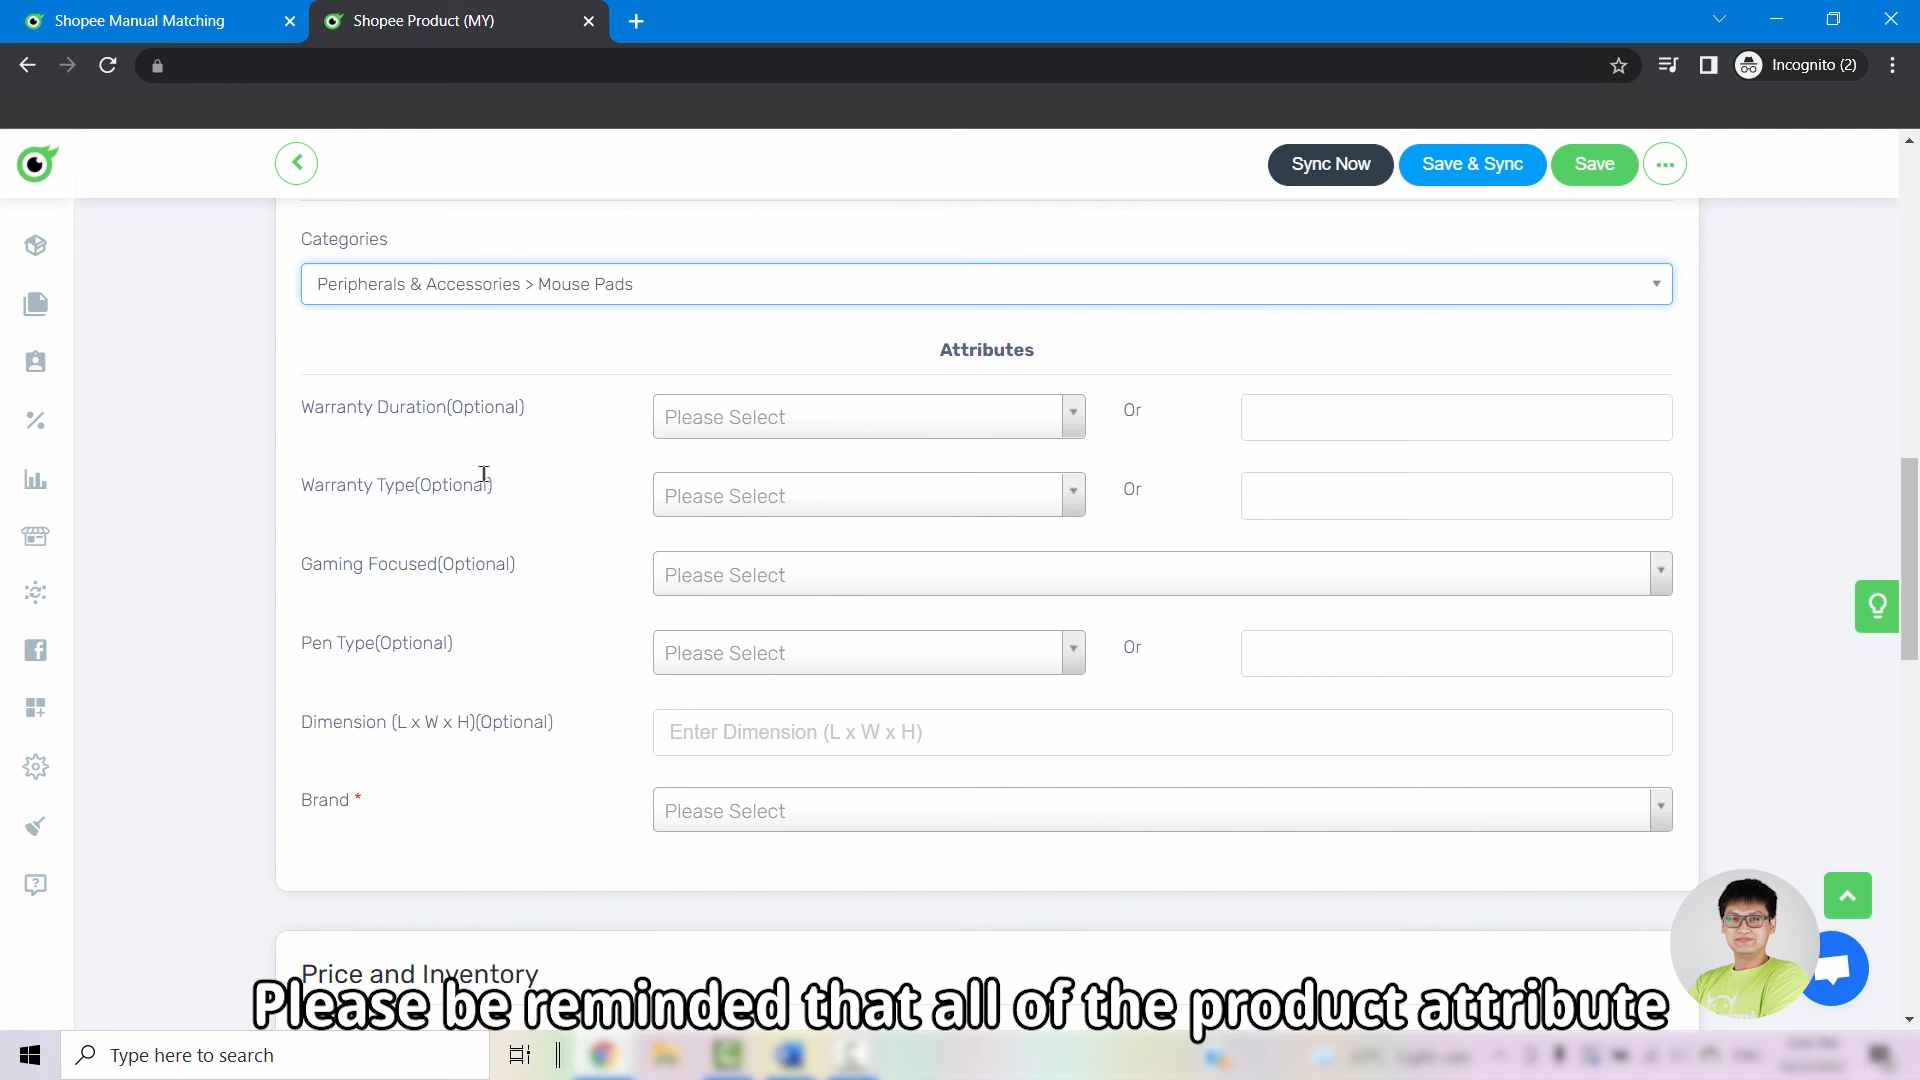 Shopee Manual Matching
Shopee Product (MY)
Incognito (2)
Sync Now
Save & Sync
Save
Categories
Peripherals & Accessories > Mouse Pads
Attributes
Warranty Duration(Optional)
Please Select
Or
Warranty Type(Optional)
Please Select
Or
Gaming Focused(Optional)
Please Select
Pen Type(Optional)
Please Select
Or
Dimension (L x W x H)(Optional)
Enter Dimension (L x W x H)
Brand *
Please Select
Price and Inventory
Please be reminded that all of the product attribute
Type here to search